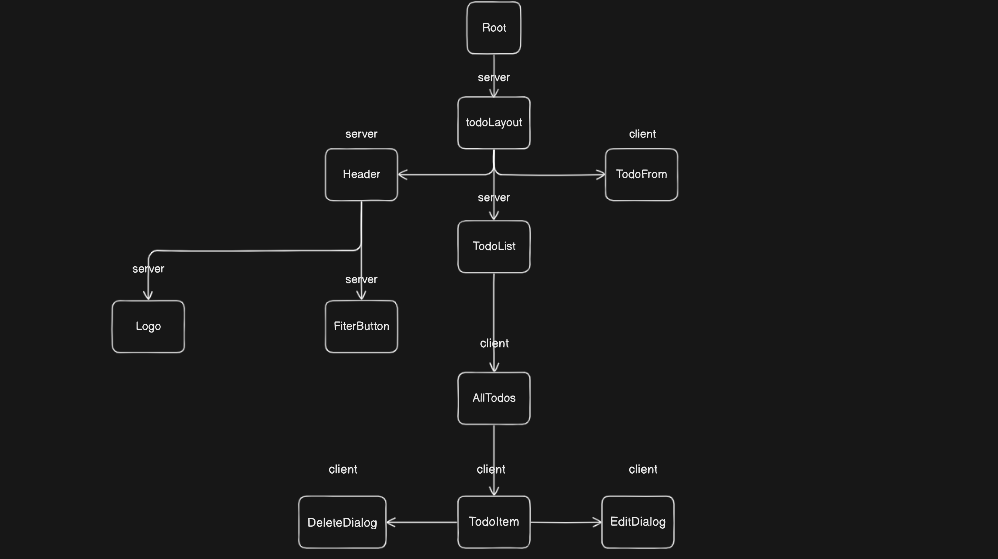 Root
server
todoLayout
server
client
Header
TodoFrom
server
TodoList
server
server
Logo
FiterButton
client
AllTodos
client
client
client
DeleteDialog
TodoItem
EditDialog